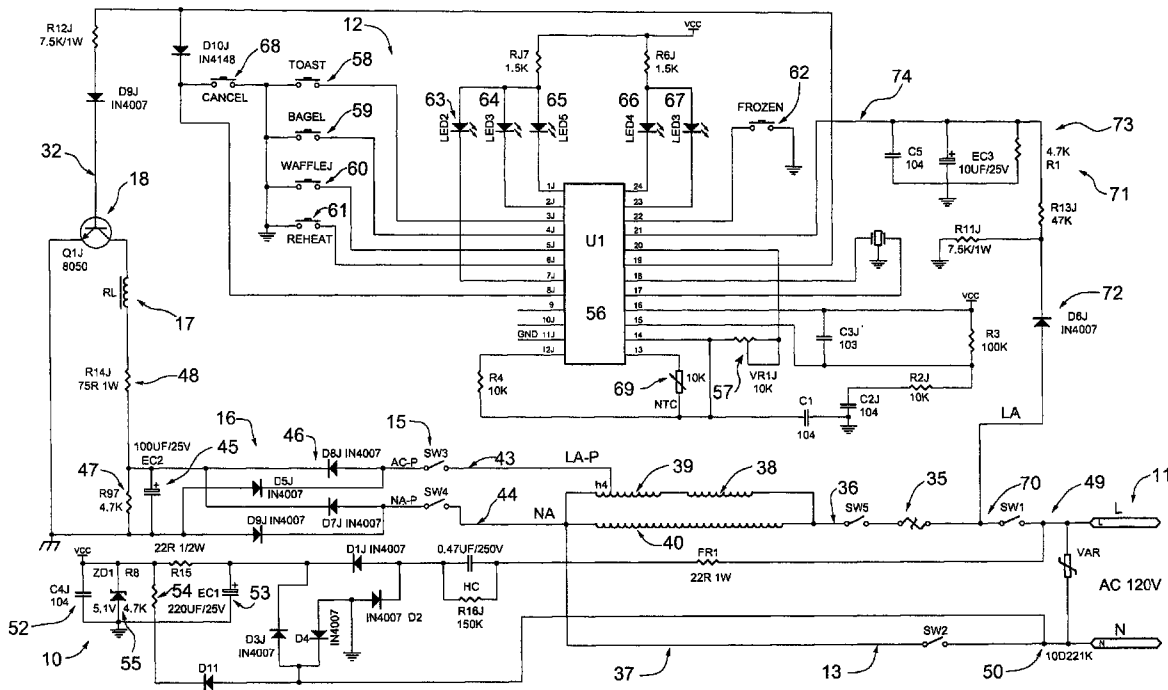 R12J
7.5K/1W
D9J
IN4007
32
18
Q1J
8050
RL
17
R14J
75R 1W
48
D10J
IN4148
68
CANCEL
12
TOAST
58
BAGEL
59
WAFFLEJ
60
61
REHEAT
VCC
RJ7
1.5K
R6J
1.5K
63
64
65
66
67
LED2
LED3
LED5
LED4
LED3
FROZEN
62
74
73
C5
104
EC3
10UF/25V
4.7K
R1
71
R13J
47K
R11J
7.5K/1W
72
D6J
IN4007
U1
56
1J
2J
3J
4J
5J
6J
7J
8J
9
10J
GND
11J
12J
24
23
22
21
20
19
18
17
16
15
14
13
VCC
C3J
103
R3
100K
R4
10K
69
10K
NTC
57
VR1J
10K
R2J
10K
C1
104
C2J
104
LA
16
46
15
100UF/25V
EC2
45
D8J IN4007
AC-P
SW3
43
LA-P
39
38
h4
47
R97
4.7K
D5J
IN4007
NA-P
SW4
D7J IN4007
44
NA
40
36
35
SW5
70
49
SW1
11
L
L
D9J IN4007
22R 1/2W
VCC
ZD1
R8
R15
54
D1J IN4007
0.47UF/250V
FR1
22R 1W
VAR
AC 120V
C4J
104
52
5.1V
4.7K
EC1
220UF/25V
53
HC
R16J
150K
IN4007 D2
D3J
IN4007
D4
IN4007
10
55
D11
37
13
SW2
50
N
N
10D221K